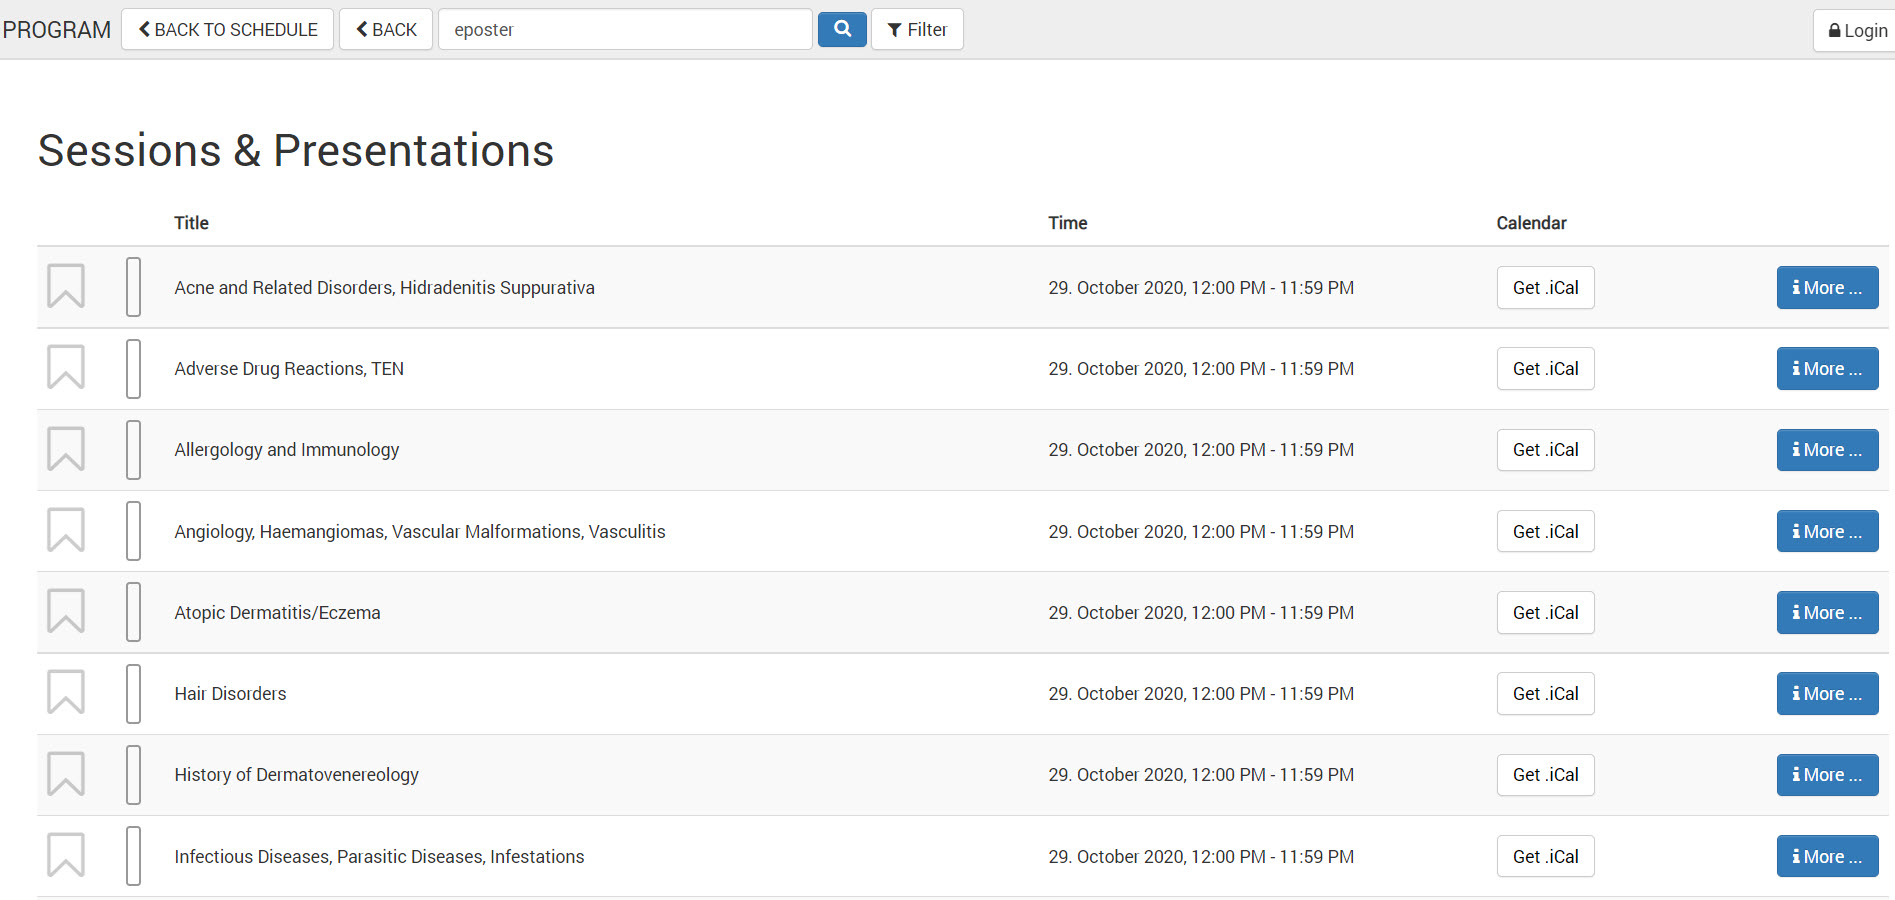 PROGRAM BACK TO SCHEDULE BACK eposter Filter Login
Sessions & Presentations
Title Time Calendar
Acne and Related Disorders, Hidradenitis Suppurativa 29. October 2020, 12:00 PM - 11:59 PM Get .iCal More ...
Adverse Drug Reactions, TEN 29. October 2020, 12:00 PM - 11:59 PM Get .iCal More ...
Allergology and Immunology 29. October 2020, 12:00 PM - 11:59 PM Get .iCal More ...
Angiology, Haemangiomas, Vascular Malformations, Vasculitis 29. October 2020, 12:00 PM - 11:59 PM Get .iCal More ...
Atopic Dermatitis/Eczema 29. October 2020, 12:00 PM - 11:59 PM Get .iCal More ...
Hair Disorders 29. October 2020, 12:00 PM - 11:59 PM Get .iCal More ...
History of Dermatovenereology 29. October 2020, 12:00 PM - 11:59 PM Get .iCal More ...
Infectious Diseases, Parasitic Diseases, Infestations 29. October 2020, 12:00 PM - 11:59 PM Get .iCal More ...